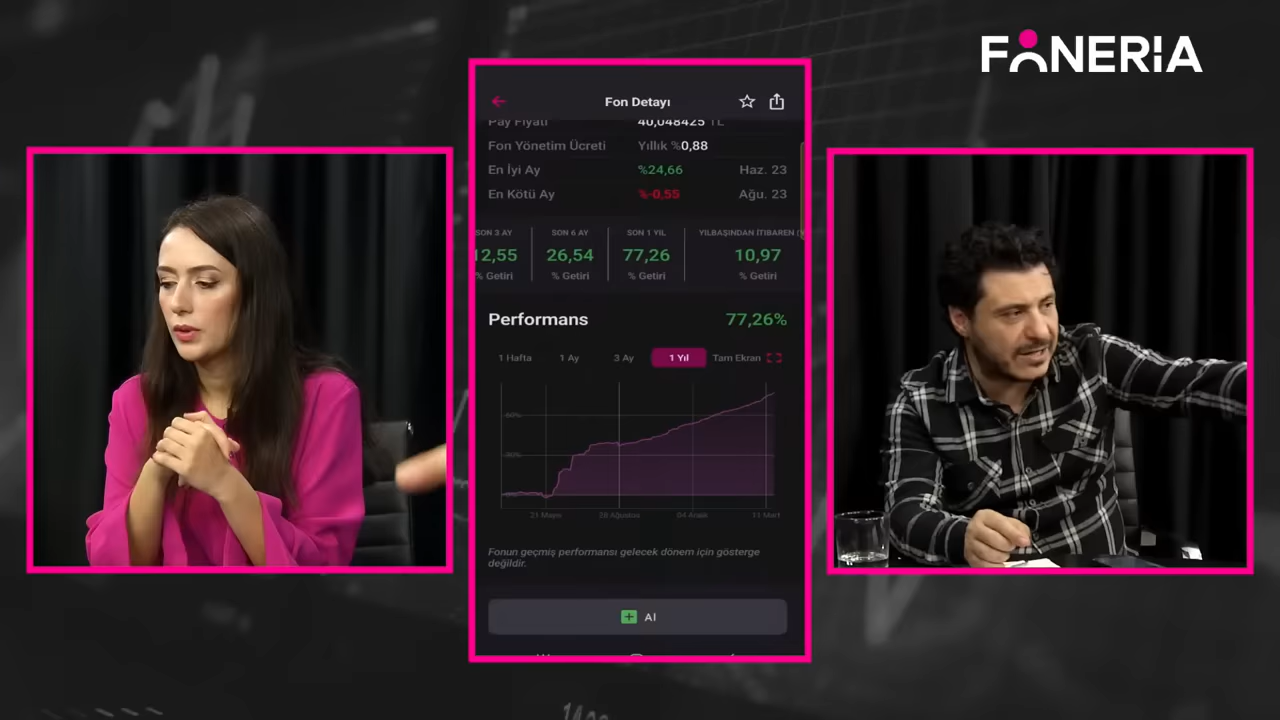 FONERIA
Fon Detayı
Pay Fiyatı 40,048425 TL
Fon Yönetim Ücreti Yıllık %0,88
En İyi Ay %24,66 Haz. 23
En Kötü Ay %-0,55 Ağu. 23
SON 3 AY SON 6 AY SON 1 YIL YILBAŞINDAN İTİBAREN
12,55 26,54 77,26 10,97
% Getiri % Getiri % Getiri % Getiri
Performans 77,26%
1 Hafta 1 Ay 3 Ay 1 Yıl Tam Ekran
21 Mayıs 28 Ağustos 04 Aralık 11 Mart
Fonun geçmiş performansı gelecek dönem için gösterge
değildir.
Al